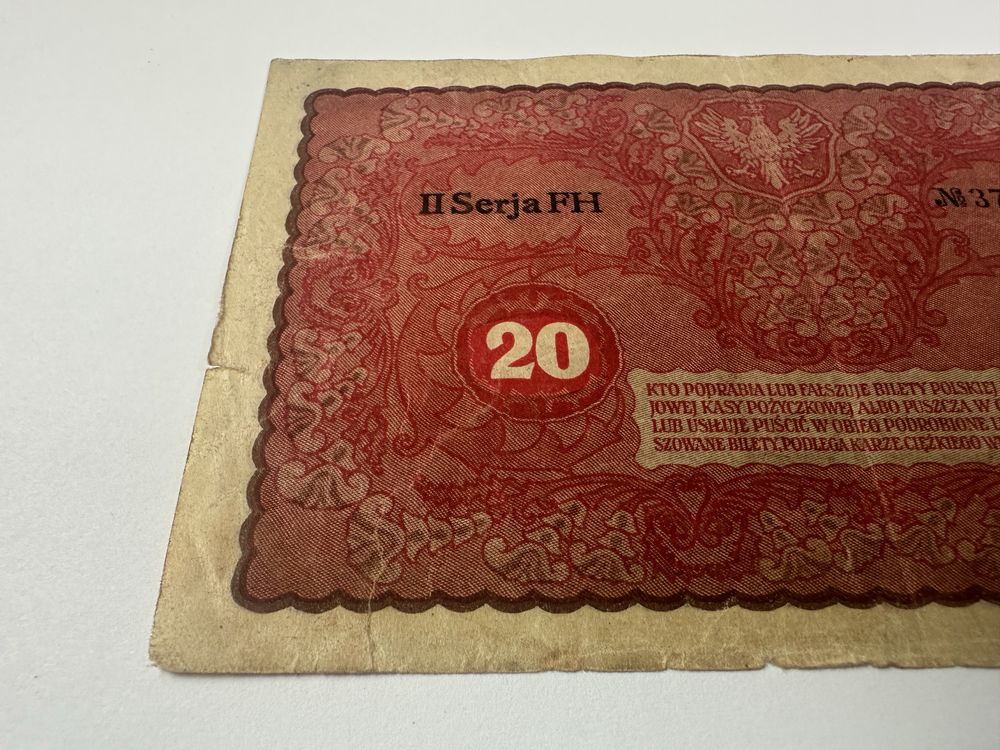 II Serja FH
№ 37
20
KTO PODRABIA LUB FAŁSZUJE BILETY POLSKIEJ
JOWEJ KASY POŻYCZKOWEJ ALBO PUSZCZA W
LUB USIŁUJE PUŚCIĆ W OBIEG PODROBIONE
SZOWANE BILETY, PODLEGA KARZE CIĘŻKIEGO